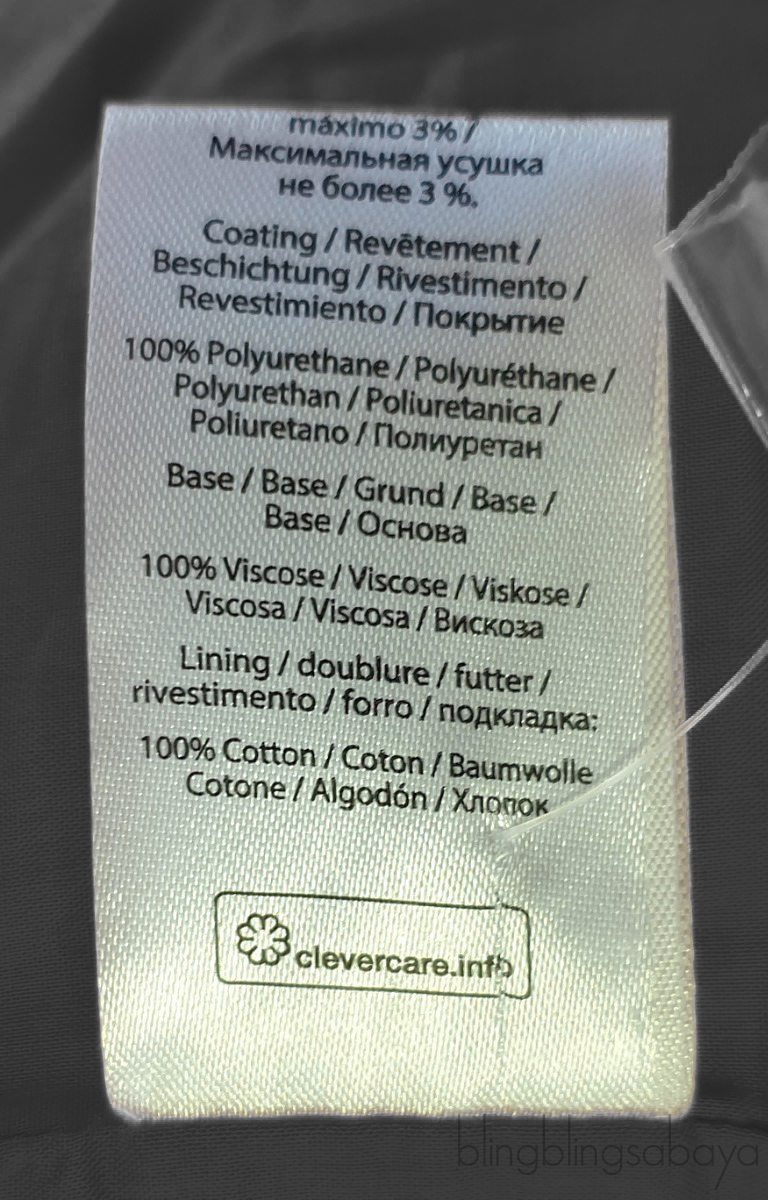 máximo 3% /
Максимальная усушка
не более 3 %.
Coating / Revêtement /
Beschichtung / Rivestimento /
Revestimiento / Покрытие
100% Polyurethane / Polyuréthane /
Polyurethan / Poliuretanica /
Poliuretano / Полиуретан
Base / Base / Grund / Base /
Base / Основа
100% Viscose / Viscose / Viskose /
Viscosa / Viscosa / Вискоза
Lining / doublure / futter /
rivestimento / forro / подкладка:
100% Cotton / Coton / Baumwolle
Cotone / Algodón / Хлопок
clevercare.info
blingblingsabaya